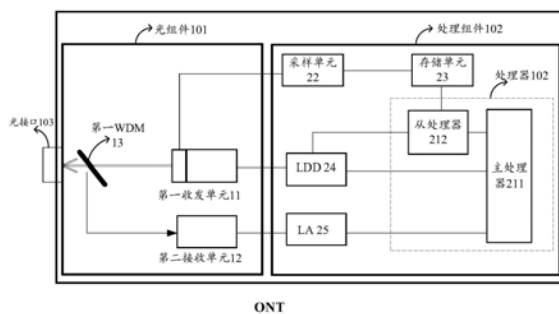 光组件101
处理组件102
采样单元
22
存储单元
23
处理器102
光接口103
第一WDM
13
从处理器
212
主处理
器211
第一收发单元11
LDD 24
第二接收单元12
LA 25
ONT